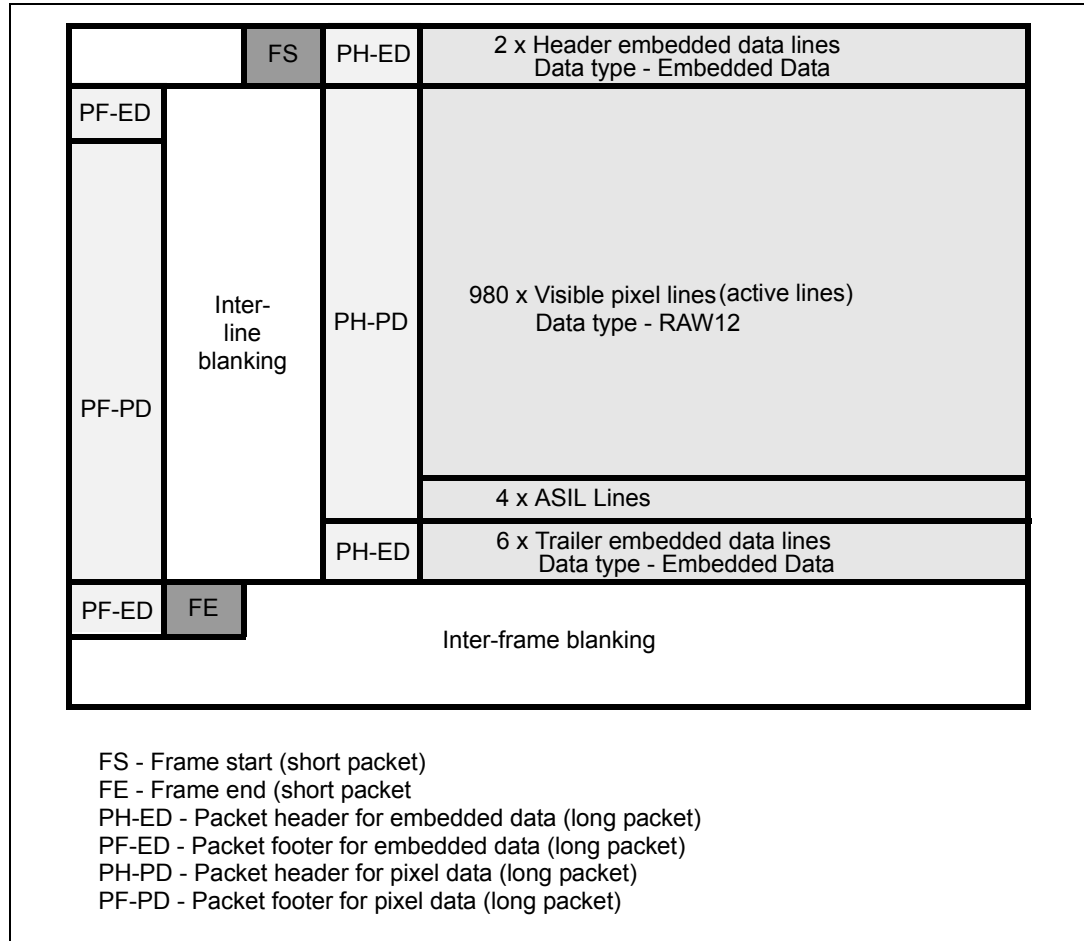 FS
PH-ED
2 x Header embedded data lines
Data type - Embedded Data
PF-ED
PF-PD
Inter-
line
blanking
PH-PD
980 x Visible pixel lines (active lines)
Data type - RAW12
4 x ASIL Lines
PH-ED
6 x Trailer embedded data lines
Data type - Embedded Data
PF-ED
FE
Inter-frame blanking
FS - Frame start (short packet)
FE - Frame end (short packet
PH-ED - Packet header for embedded data (long packet)
PF-ED - Packet footer for embedded data (long packet)
PH-PD - Packet header for pixel data (long packet)
PF-PD - Packet footer for pixel data (long packet)